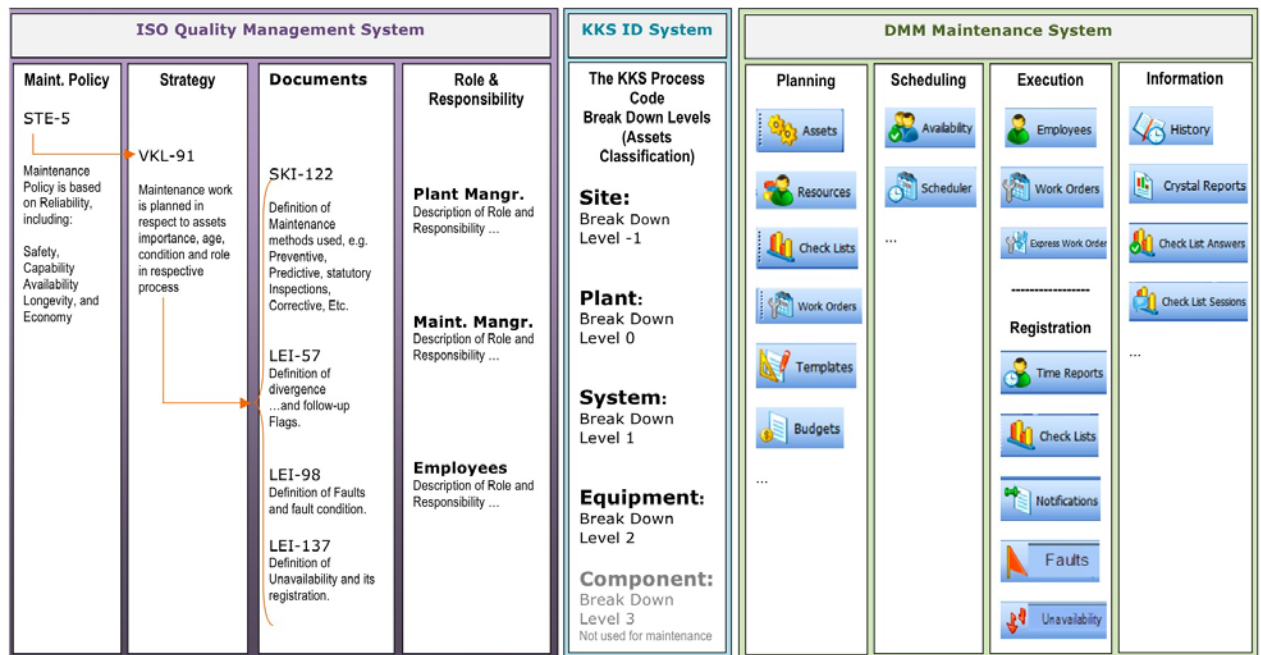 ISO Quality Management System
Maint. Policy
STE-5
Maintenance
Policy is based
on Reliability,
including:
Safety,
Capability
Availability
Longevity, and
Economy
Strategy
VKL-91
Maintenance work
is planned in
respect to assets
importance, age,
condition and role
in respective
process
Documents
SKI-122
Definition of
Maintenance
methods used, e.g.
Preventive,
Predictive, statutory
Inspections,
Corrective, Etc.
LEI-57
Definition of
divergence
...and follow-up
Flags.
LEI-98
Definition of Faults
and fault condition.
LEI-137
Definition of
Unavailability and its
registration.
Role &
Responsibility
Plant Mangr.
Description of Role and
Responsibility ...
Maint. Mangr.
Description of Role and
Responsibility ...
Employees
Description of Role and
Responsibility ...
KKS ID System
The KKS Process
Code
Break Down Levels
(Assets
Classification)
Site:
Break Down
Level -1
Plant:
Break Down
Level 0
System:
Break Down
Level 1
Equipment:
Break Down
Level 2
Component:
Break Down
Level 3
Not used for maintenance
DMM Maintenance System
Planning
Assets
Resources
Check Lists
Work Orders
Templates
Budgets
...
Scheduling
Availability
Scheduler
...
Execution
Employees
Work Orders
Express Work Order
------------------
Registration
Time Reports
Check Lists
Notifications
Faults
Unavailability
Information
History
Crystal Reports
Check List Answers
Check List Sessions
...